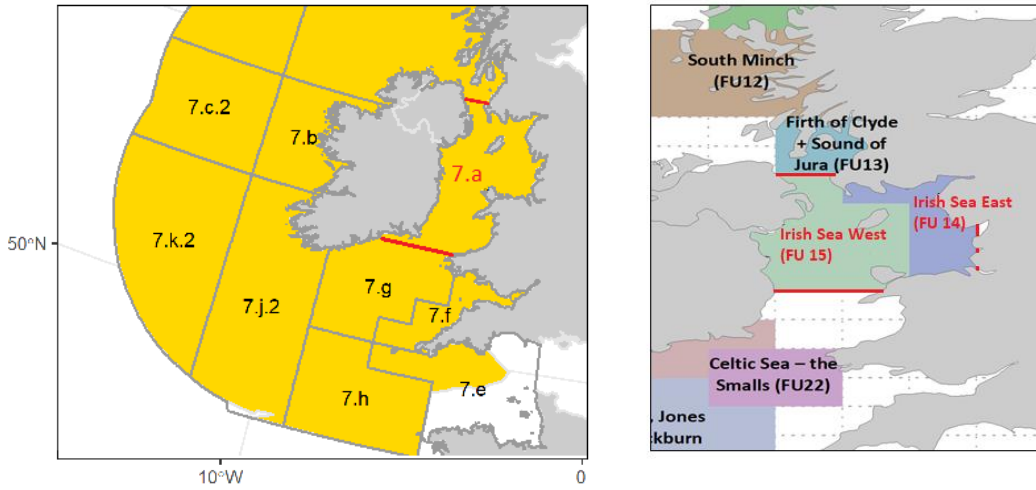 7.c.2
7.b
7.a
50°N
7.k.2
7.g
7.j.2
7.f
7.h
7.e
10°W
0
South Minch
(FU12)
Firth of Clyde
+ Sound of
Jura (FU13)
Irish Sea East
(FU 14)
Irish Sea West
(FU 15)
Celtic Sea – the
Smalls (FU22)
. Jones
ckburn